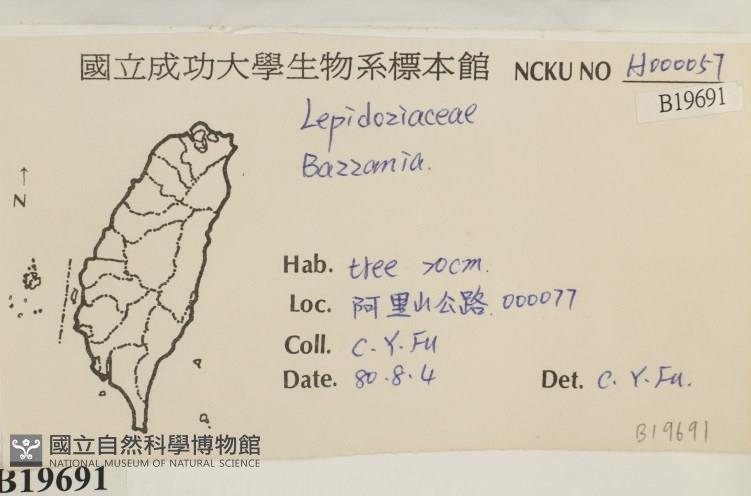 國立成功大學生物系標本館 NCKU NO H000057
B19691
Lepidoziaceae
Bazzania.
N
Hab. tree 70cm.
Loc. 阿里山公路. 000077
Coll. C. Y. Fu
Date. 80.8.4 Det. C. Y. Fu.
B19691
國立自然科學博物館
NATIONAL MUSEUM OF NATURAL SCIENCE
B19691